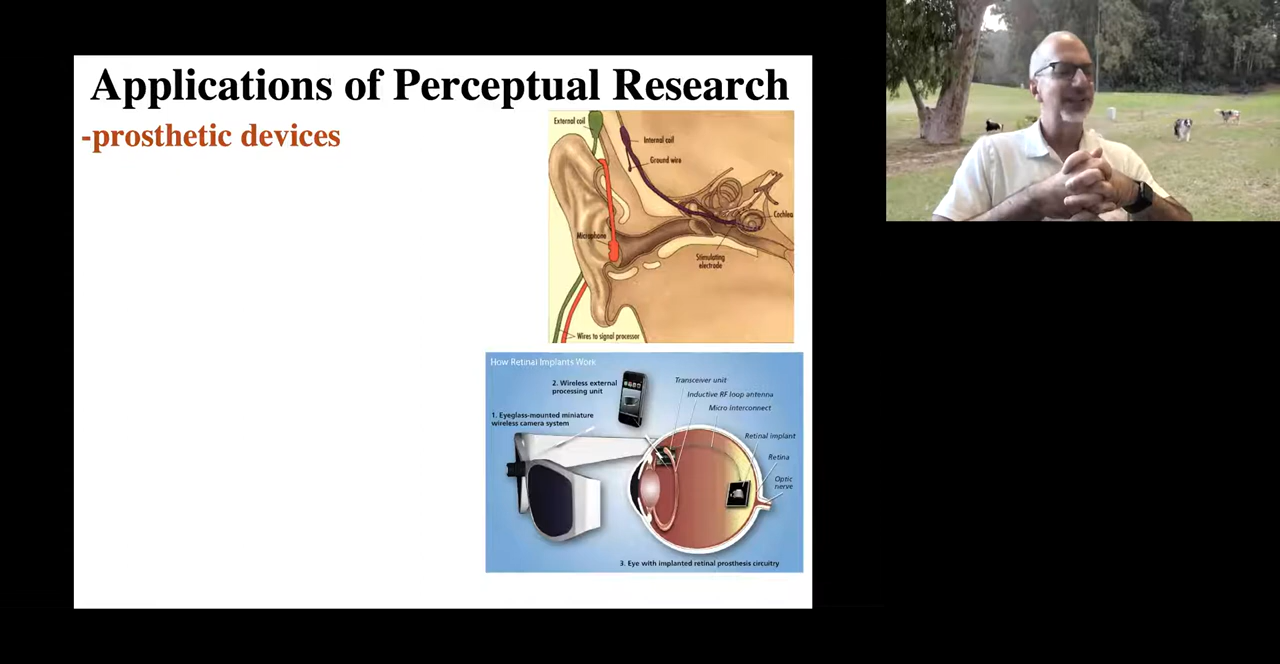 Applications of Perceptual Research
-prosthetic devices
External coil
Internal coil
Ground wire
Cochlea
Microphone
Stimulating
electrode
Wires to signal processor
How Retinal Implants Work
2. Wireless external
processing unit
Transceiver unit
Inductive RF loop antenna
Micro interconnect
1. Eyeglass-mounted miniature
wireless camera system
Retinal implant
Retina
Optic
nerve
3. Eye with implanted retinal prosthesis circuitry